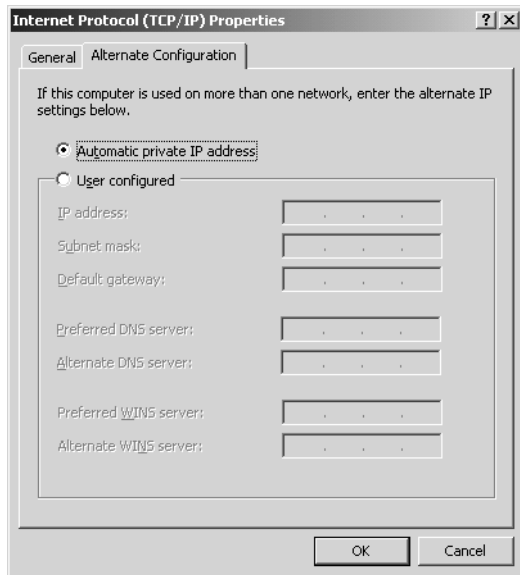 Internet Protocol (TCP/IP) Properties
General Alternate Configuration
If this computer is used on more than one network, enter the alternate IP
settings below.
Automatic private IP address
User configured
IP address:
Subnet mask:
Default gateway:
Preferred DNS server:
Alternate DNS server:
Preferred WINS server:
Alternate WINS server:
OK Cancel